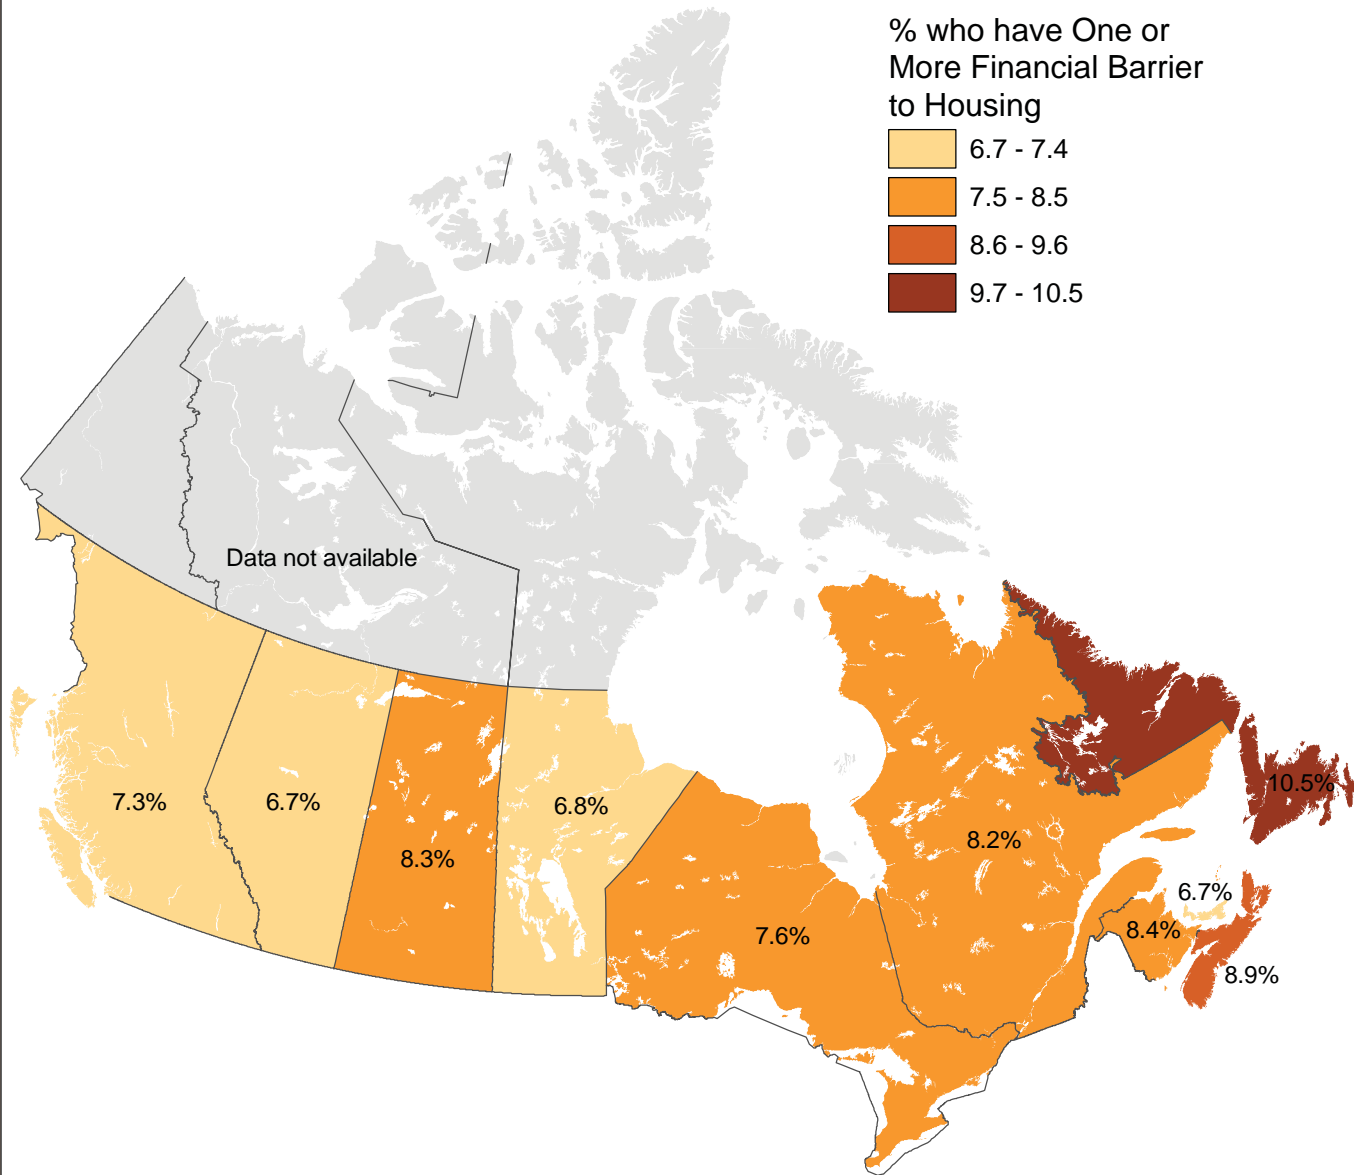 % who have One or
More Financial Barrier
to Housing
6.7 - 7.4
7.5 - 8.5
8.6 - 9.6
9.7 - 10.5
Data not available
7.3%
6.7%
8.3%
6.8%
7.6%
8.2%
10.5%
6.7%
8.4%
8.9%